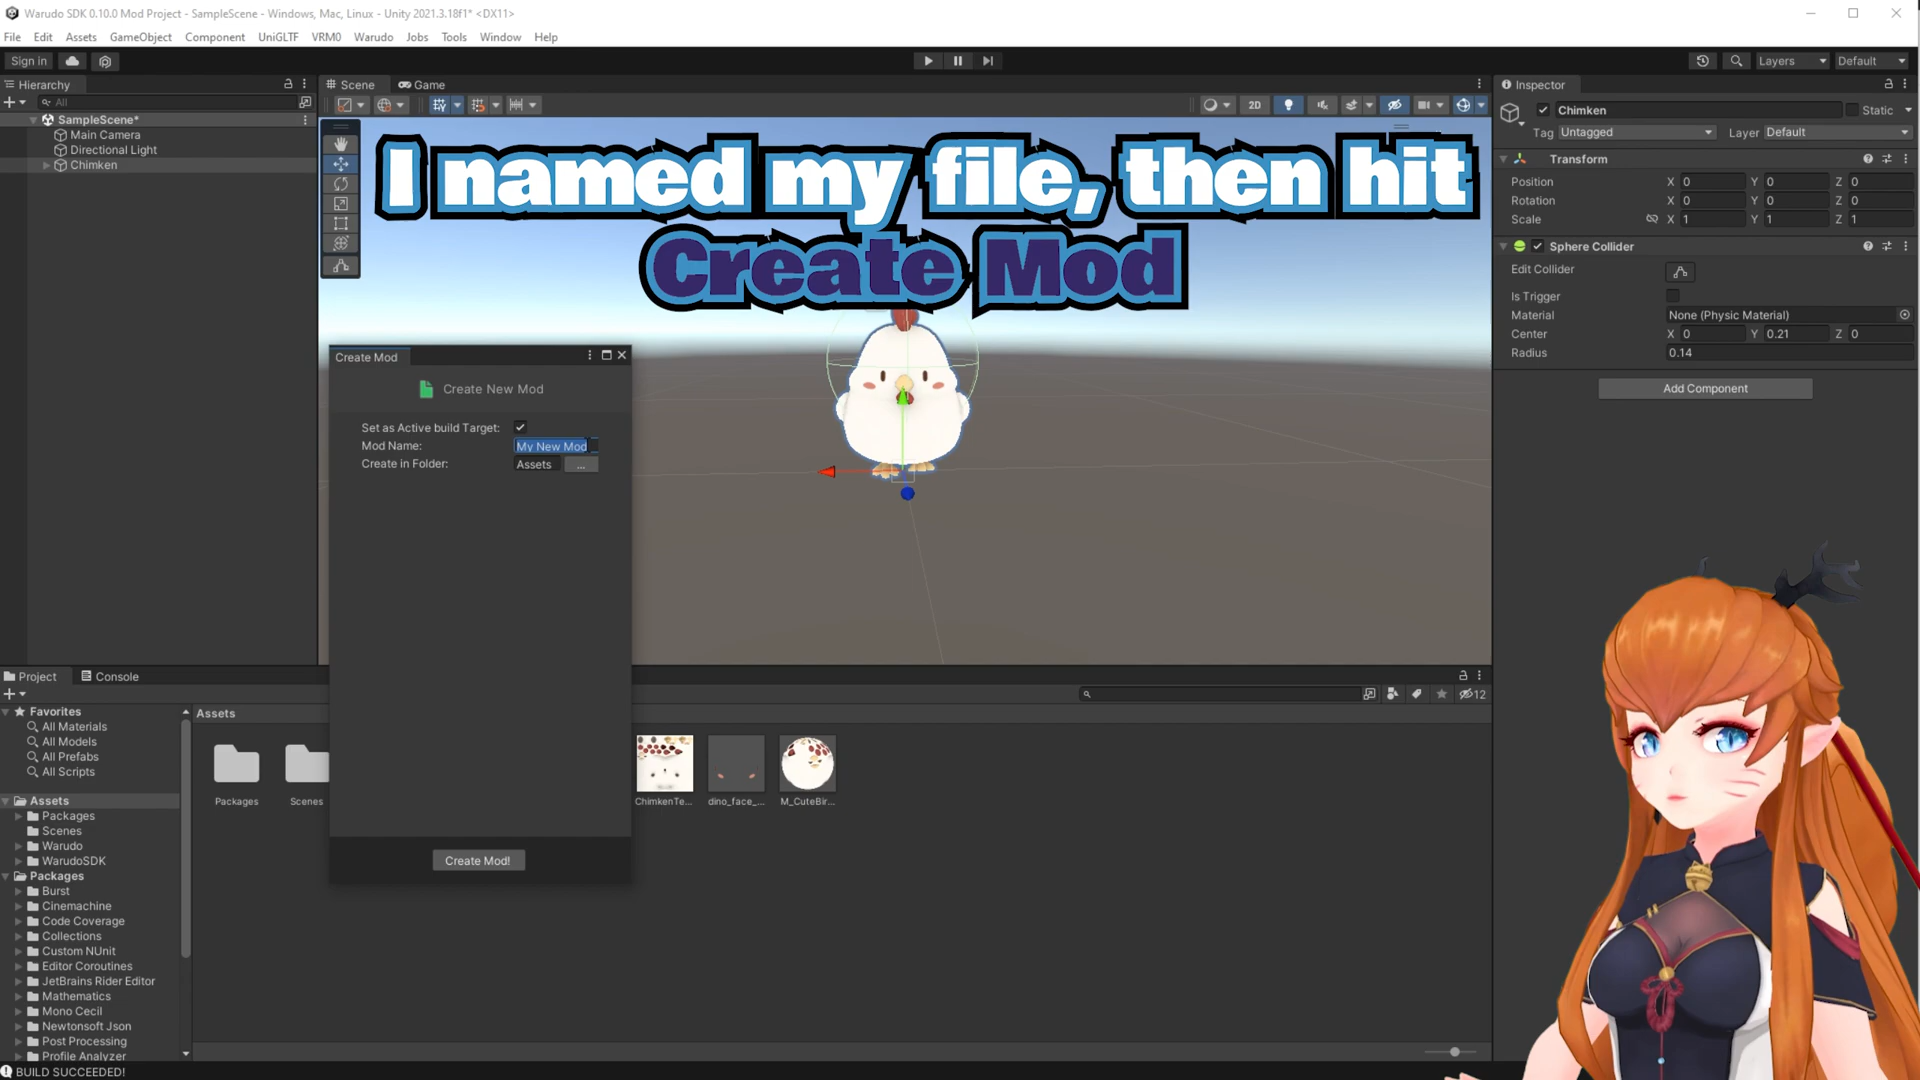 Warudo SDK 0.10.0 Mod Project - SampleScene - Windows, Mac, Linux - Unity 2021.3.18f1* <DX11>
File Edit Assets GameObject Component UniGLTF VRM0 Warudo Jobs Tools Window Help
Sign in
Layers
Default
Hierarchy
All
SampleScene*
Main Camera
Directional Light
Chimken
Scene
Game
2D
I named my file, then hit
Create Mod
Create Mod
Create New Mod
Set as Active build Target:
Mod Name: My New Mod
Create in Folder: Assets ...
Create Mod!
Inspector
Chimken
Static
Tag Untagged Layer Default
Transform
Position X 0 Y 0 Z 0
Rotation X 0 Y 0 Z 0
Scale X 1 Y 1 Z 1
Sphere Collider
Edit Collider
Is Trigger
Material None (Physic Material)
Center X 0 Y 0.21 Z 0
Radius 0.14
Add Component
Project
Console
12
Favorites
All Materials
All Models
All Prefabs
All Scripts
Assets
Packages
Scenes
Warudo
WarudoSDK
Packages
Burst
Cinemachine
Code Coverage
Collections
Custom NUnit
Editor Coroutines
JetBrains Rider Editor
Mathematics
Mono Cecil
Newtonsoft Json
Post Processing
Profile Analyzer
Assets
Packages
Scenes
ChimkenTe...
dino_face_...
M_CuteBir...
BUILD SUCCEEDED!